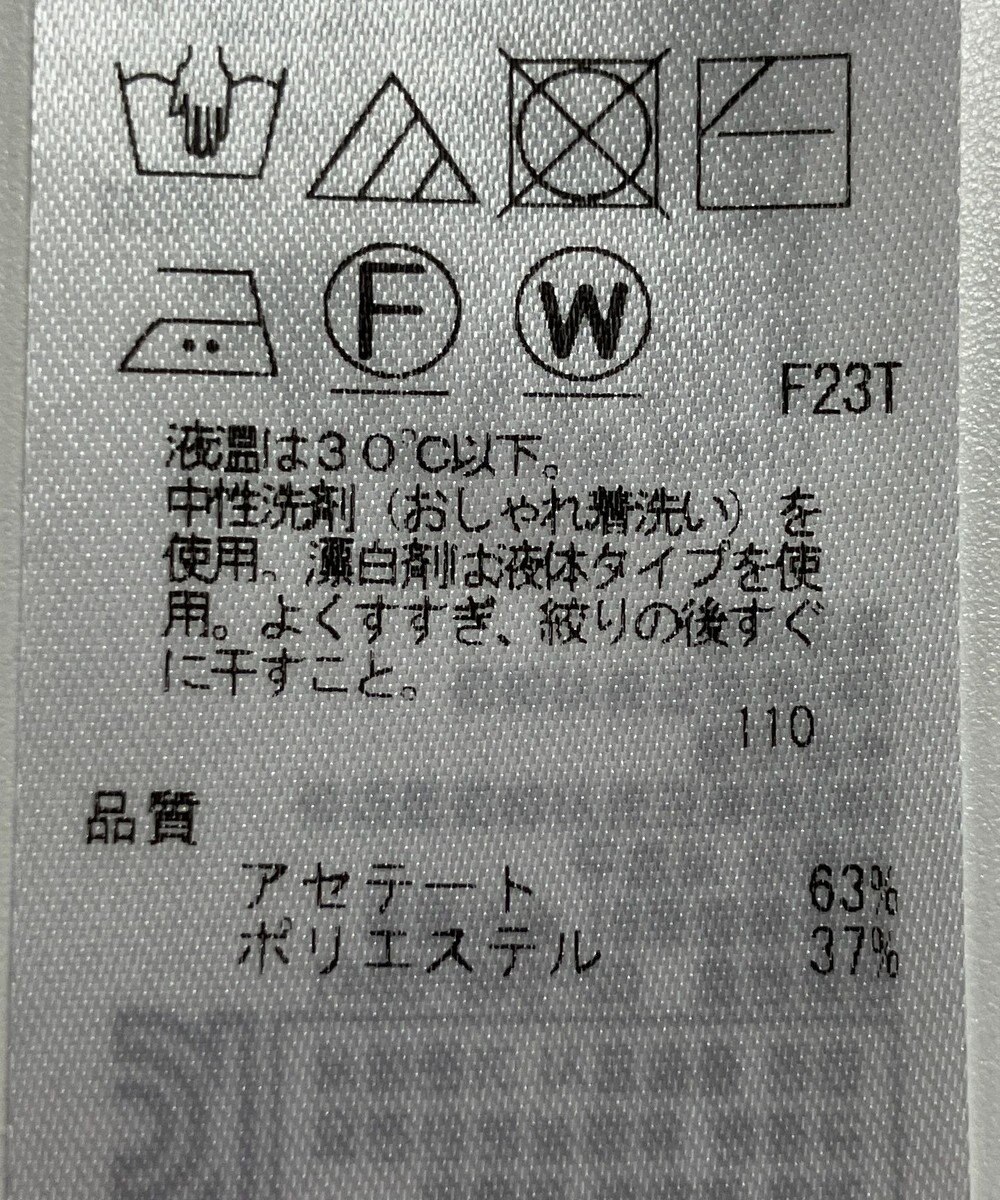 F
W
F23T
液温は30℃以下。
中性洗剤（おしゃれ着洗い）を
使用。漂白剤は液体タイプを使
用。よくすすぎ、絞りの後すぐ
に干すこと。
110
品質
アセテート 63%
ポリエステル 37%